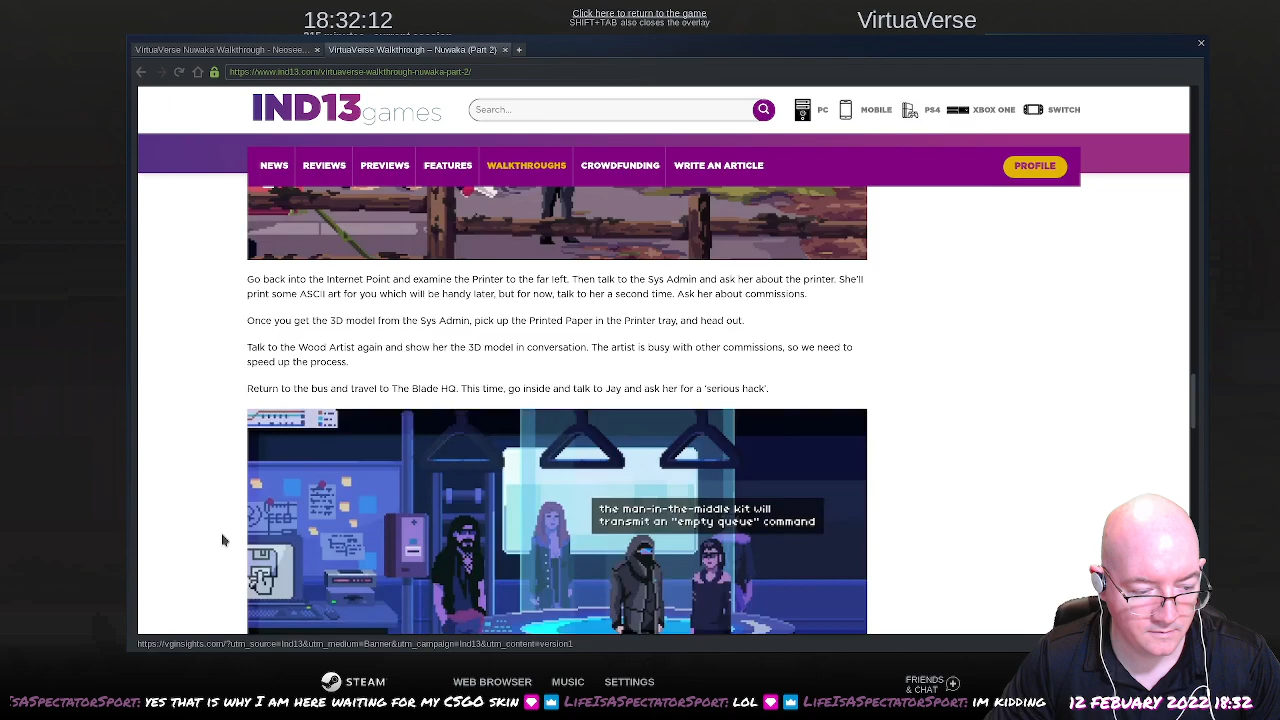 18:32:12
Click here to return to the game
SHIFT+TAB also closes the overlay
VirtuaVerse
VirtuaVerse Nuwaka Walkthrough - Neosee... ×
VirtuaVerse Walkthrough – Nuwaka (Part 2) ×
+
×
https://www.ind13.com/virtuaverse-walkthrough-nuwaka-part-2/
IND13games
Search...
PC
MOBILE
PS4
XBOX ONE
SWITCH
NEWS
REVIEWS
PREVIEWS
FEATURES
WALKTHROUGHS
CROWDFUNDING
WRITE AN ARTICLE
PROFILE
Go back into the Internet Point and examine the Printer to the far left. Then talk to the Sys Admin and ask her about the printer. She'll
print some ASCII art for you which will be handy later, but for now, talk to her a second time. Ask her about commissions.
Once you get the 3D model from the Sys Admin, pick up the Printed Paper in the Printer tray, and head out.
Talk to the Wood Artist again and show her the 3D model in conversation. The artist is busy with other commissions, so we need to
speed up the process.
Return to the bus and travel to The Blade HQ. This time, go inside and talk to Jay and ask her for a 'serious hack'.
the man-in-the-middle kit will
transmit an "empty queue" command
https://vginsights.com/?utm_source=Ind13&utm_medium=Banner&utm_campaign=Ind13&utm_content=version1
STEAM
WEB BROWSER
MUSIC
SETTINGS
FRIENDS
& CHAT
ifeIsASpectatorSport: yes that is why I am here waiting for my CSGO skins LifeIsASpectatorSport: lol LifeIsASpectatorSport: im kidding
12 Febuary 2022 18:32